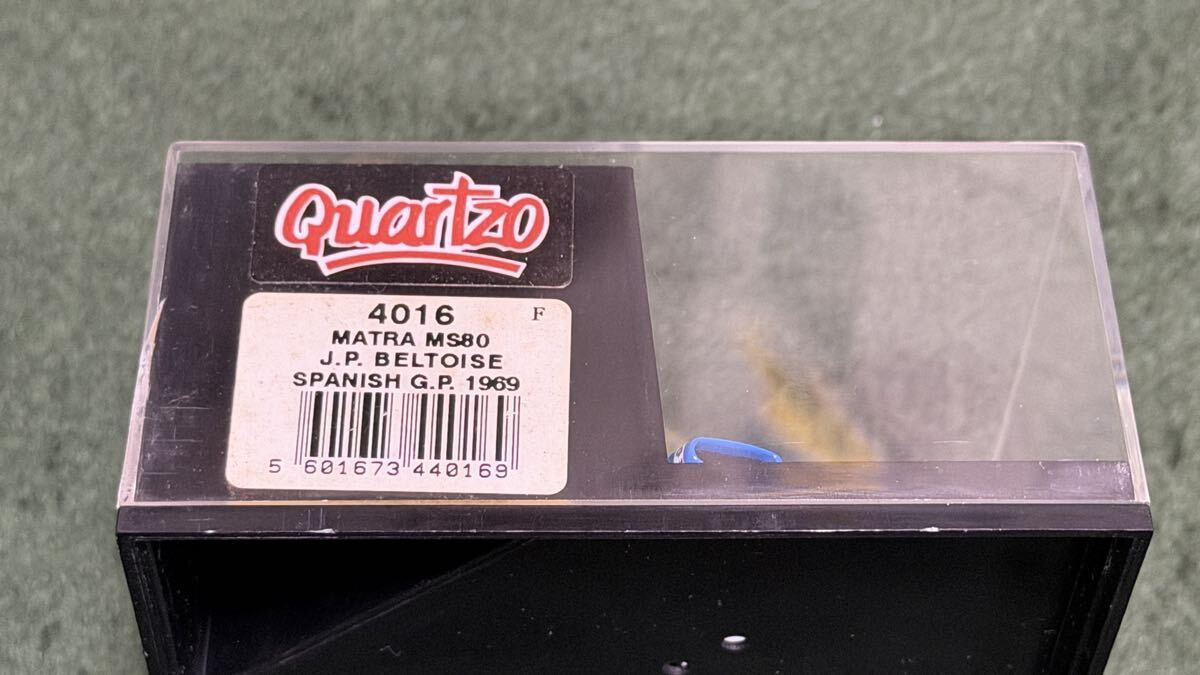 Quartzo
4016 F
MATRA MS80
J.P. BELTOISE
SPANISH G.P. 1969
5 601673 440169